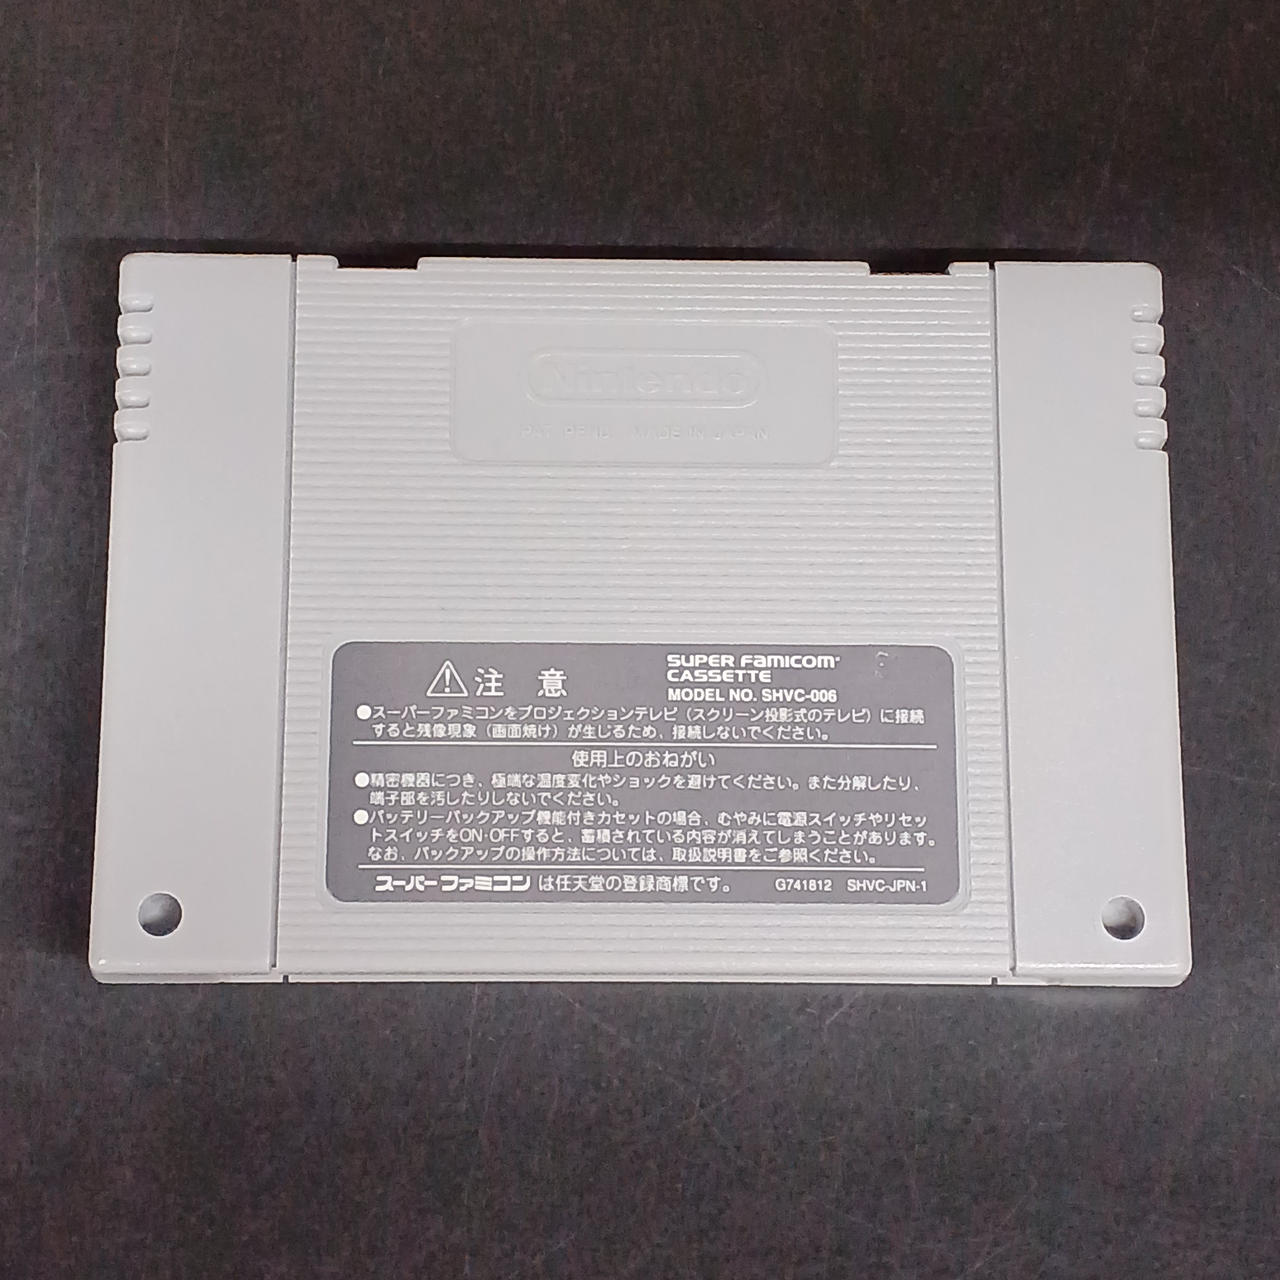 Nintendo
PAT. PEND. MADE IN JAPAN
⚠注 意
SUPER FAMICOM
CASSETTE
MODEL NO. SHVC-006
●スーパーファミコンをプロジェクションテレビ（スクリーン投影式のテレビ）に接続
すると残像現象（画面焼け）が生じるため、接続しないでください。
使用上のおねがい
●精密機器につき、極端な温度変化やショックを避けてください。また分解したり、
端子部を汚したりしないでください。
●バッテリーバックアップ機能付きカセットの場合、むやみに電源スイッチやリセッ
トスイッチをON・OFFすると、蓄積されている内容が消えてしまうことがあります。
なお、バックアップの操作方法については、取扱説明書をご参照ください。
スーパーファミコン は任天堂の登録商標です。 G741812 SHVC-JPN-1